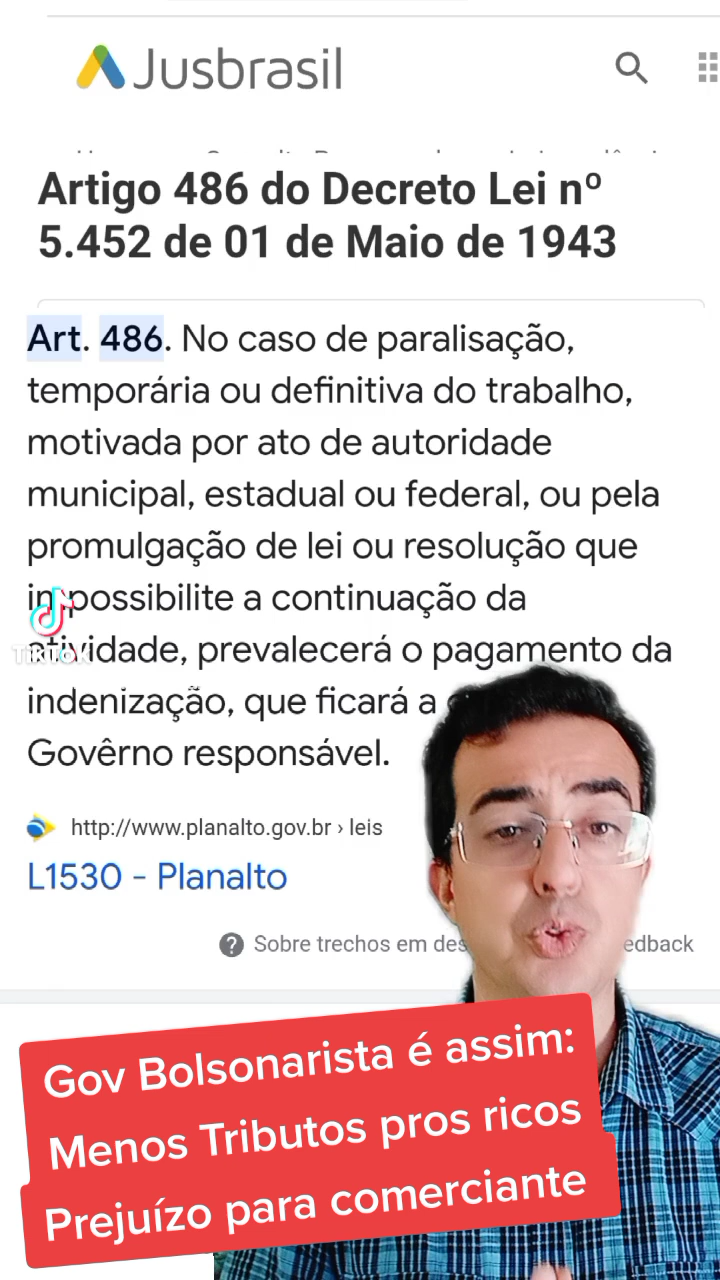 Jusbrasil
Artigo 486 do Decreto Lei nº
5.452 de 01 de Maio de 1943
Art. 486. No caso de paralisação,
temporária ou definitiva do trabalho,
motivada por ato de autoridade
municipal, estadual ou federal, ou pela
promulgação de lei ou resolução que
impossibilite a continuação da
atividade, prevalecerá o pagamento da
indenização, que ficará a
Govêrno responsável.
http://www.planalto.gov.br › leis
L1530 - Planalto
Sobre trechos em
TikTok
Gov Bolsonarista é assim:
Menos Tributos pros ricos
Prejuízo para comerciante